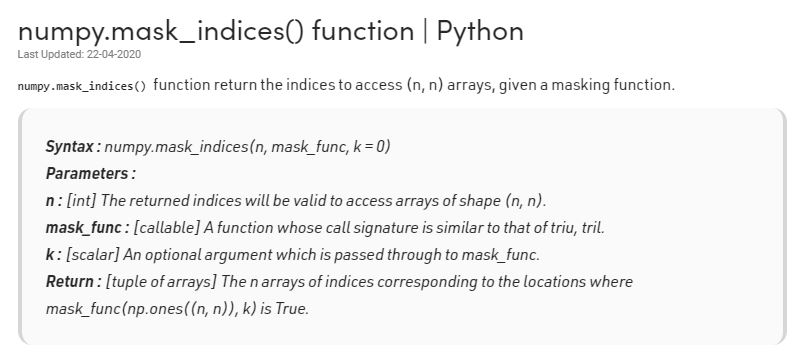 numpy.mask_indices() function | Python
Last Updated: 22-04-2020
numpy.mask_indices() function return the indices to access (n, n) arrays, given a masking function.
Syntax : numpy.mask_indices(n, mask_func, k = 0)
Parameters :
n : [int] The returned indices will be valid to access arrays of shape (n, n).
mask_func : [callable] A function whose call signature is similar to that of triu, tril.
k : [scalar] An optional argument which is passed through to mask_func.
Return : [tuple of arrays] The n arrays of indices corresponding to the locations where
mask_func(np.ones((n, n)), k) is True.